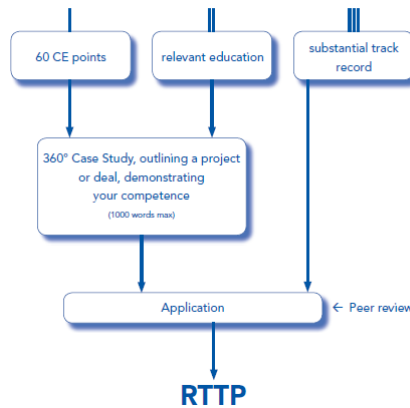 60 CE points
relevant education
substantial track
record
360° Case Study, outlining a project
or deal, demonstrating
your competence
(1000 words max)
Application
← Peer review
RTTP